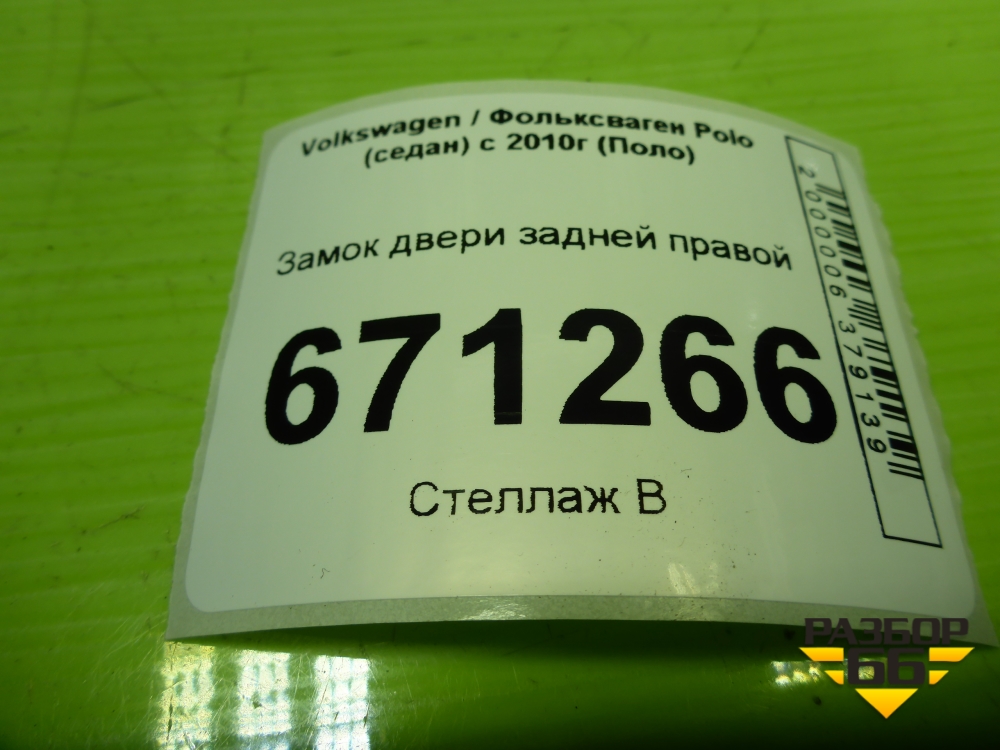 Volkswagen / Фольксваген Polo
(седан) с 2010г (Поло)
Замок двери задней правой
671266
Стеллаж В
2000006379139
РАЗБОР
66